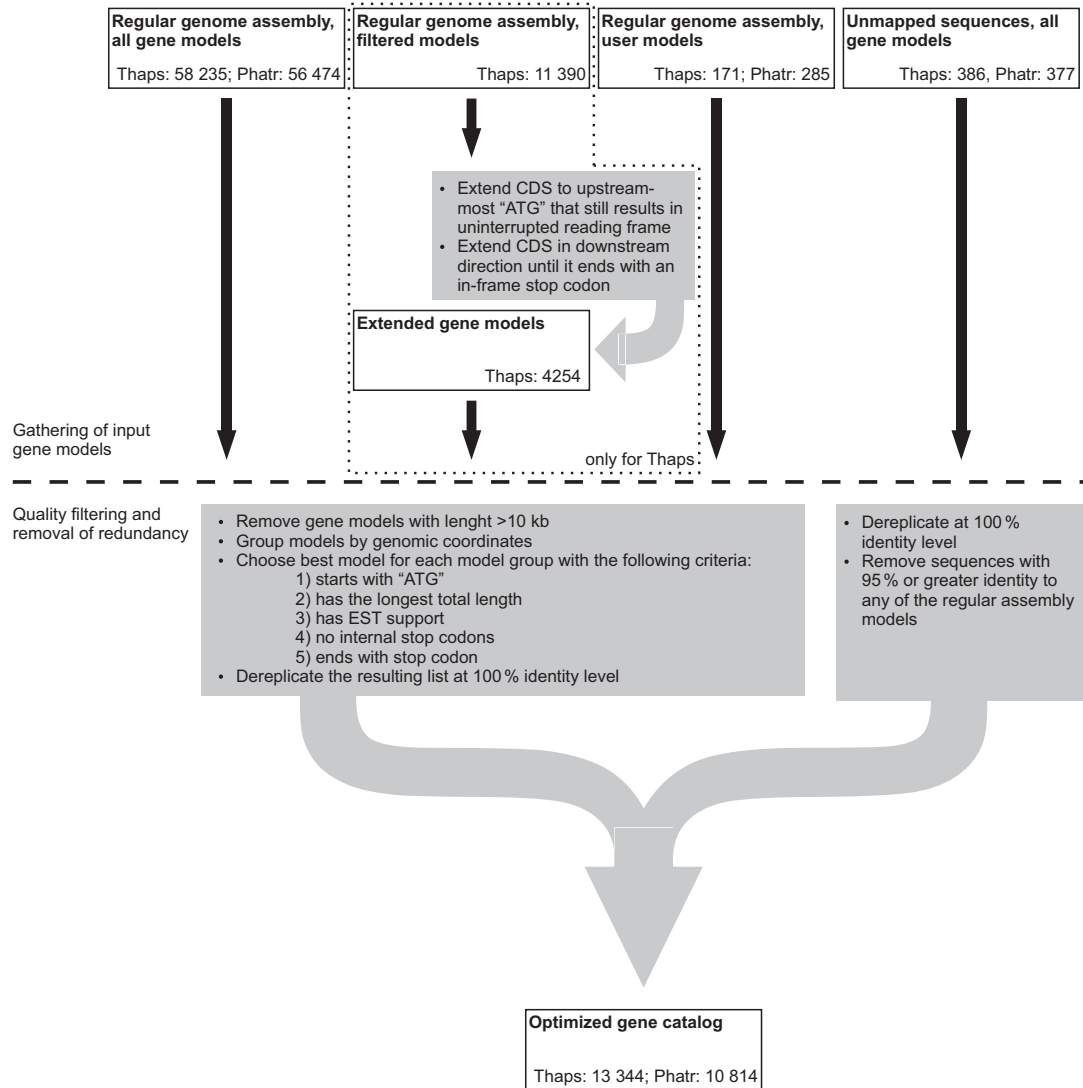 Regular genome assembly,
all gene models
Thaps: 58 235; Phatr: 56 474
Regular genome assembly,
filtered models
Thaps: 11 390
Regular genome assembly,
user models
Thaps: 171; Phatr: 285
Unmapped sequences, all
gene models
Thaps: 386, Phatr: 377
• Extend CDS to upstream-
most “ATG” that still results in
uninterrupted reading frame
• Extend CDS in downstream
direction until it ends with an
in-frame stop codon
Extended gene models
Thaps: 4254
Gathering of input
gene models
only for Thaps
Quality filtering and
removal of redundancy
• Remove gene models with lenght >10 kb
• Group models by genomic coordinates
• Choose best model for each model group with the following criteria:
1) starts with “ATG”
2) has the longest total length
3) has EST support
4) no internal stop codons
5) ends with stop codon
• Dereplicate the resulting list at 100 % identity level
• Dereplicate at 100 %
identity level
• Remove sequences with
95 % or greater identity to
any of the regular assembly
models
Optimized gene catalog
Thaps: 13 344; Phatr: 10 814